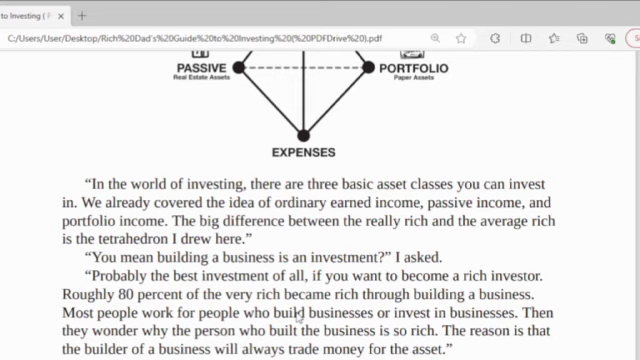 to Investing ( P
C:/Users/User/Desktop/Rich%20Dad's%20Guide%20to%20Investing%20(%20PDFDrive%20).pdf
PASSIVE
Real Estate Assets
PORTFOLIO
Paper Assets
EXPENSES
“In the world of investing, there are three basic asset classes you can invest
in. We already covered the idea of ordinary earned income, passive income, and
portfolio income. The big difference between the really rich and the average rich
is the tetrahedron I drew here.”
“You mean building a business is an investment?” I asked.
“Probably the best investment of all, if you want to become a rich investor.
Roughly 80 percent of the very rich became rich through building a business.
Most people work for people who build businesses or invest in businesses. Then
they wonder why the person who built the business is so rich. The reason is that
the builder of a business will always trade money for the asset.”